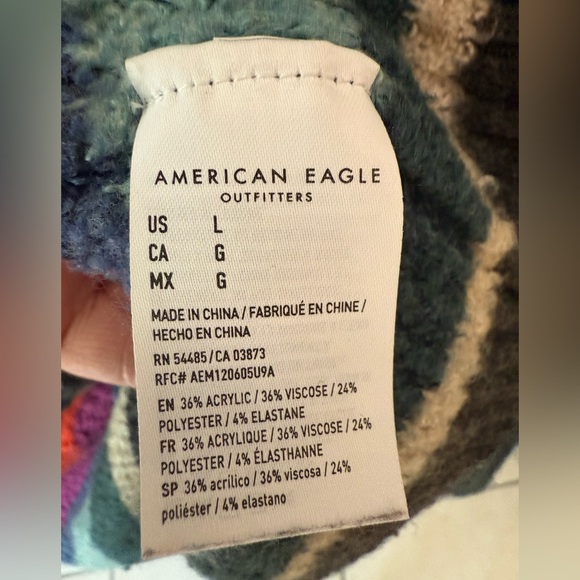 AMERICAN EAGLE
OUTFITTERS
US L
CA G
MX G
MADE IN CHINA / FABRIQUÉ EN CHINE /
HECHO EN CHINA
RN 54485 / CA 03873
RFC# AEM120605U9A
EN 36% ACRYLIC / 36% VISCOSE / 24%
POLYESTER / 4% ELASTANE
FR 36% ACRYLIQUE / 36% VISCOSE / 24%
POLYESTER / 4% ÉLASTHANNE
SP 36% acrílico / 36% viscosa / 24%
poliéster / 4% elastano